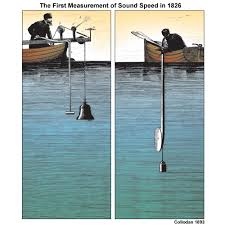 The First Measurement of Sound Speed in 1826
Colladon 1893